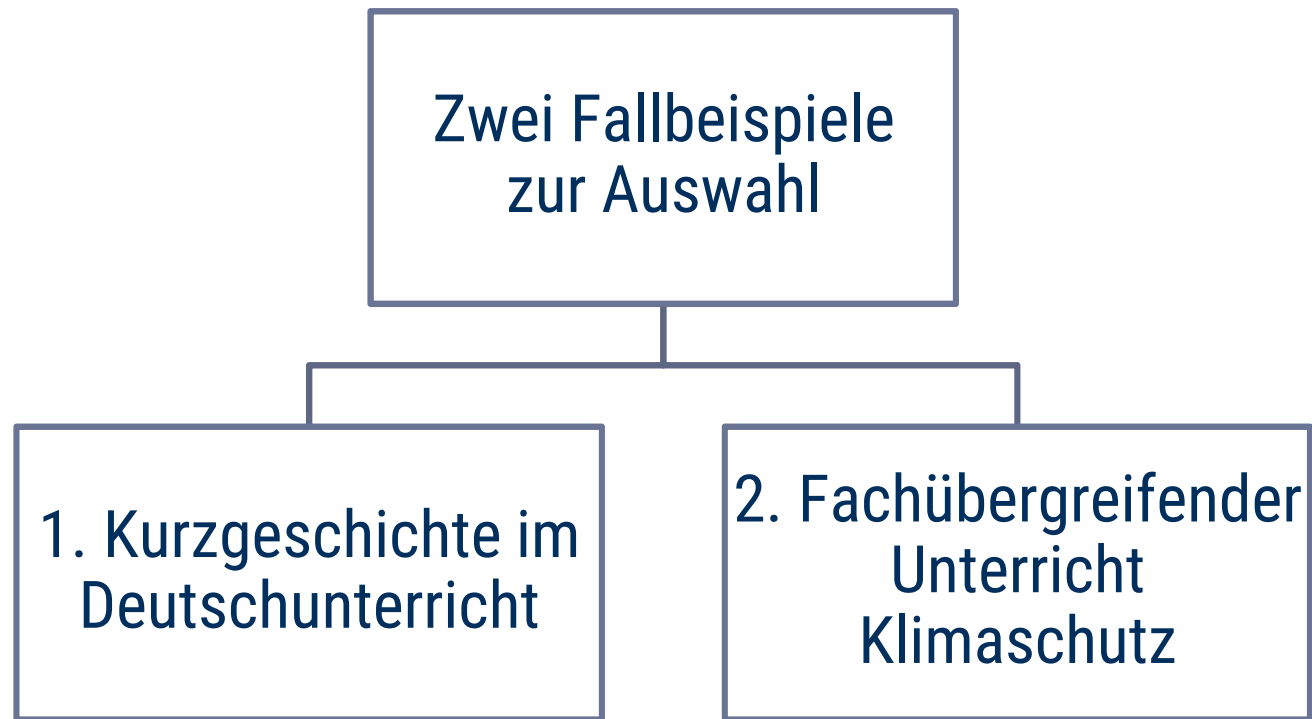 Zwei Fallbeispiele
zur Auswahl
1. Kurzgeschichte im
Deutschunterricht
2. Fachübergreifender
Unterricht
Klimaschutz